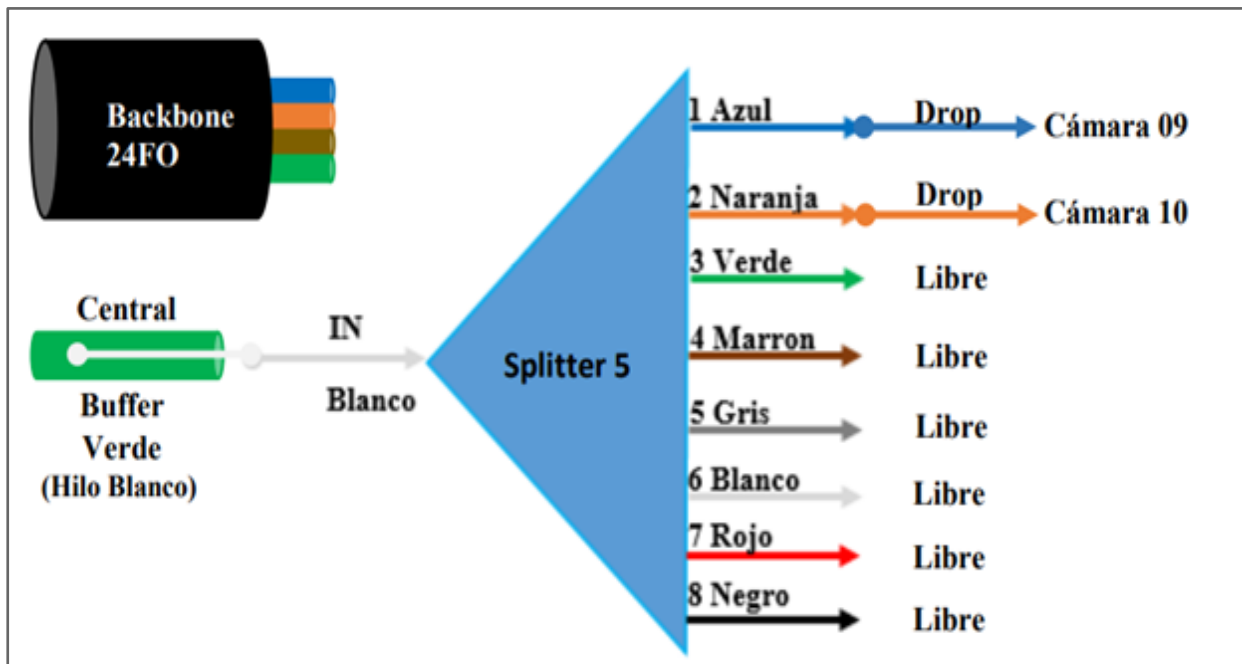 Backbone
24FO
Central
Buffer
Verde
(Hilo Blanco)
IN
Blanco
Splitter 5
1 Azul
Drop
Cámara 09
2 Naranja
Drop
Cámara 10
3 Verde
Libre
4 Marron
Libre
5 Gris
Libre
6 Blanco
Libre
7 Rojo
Libre
8 Negro
Libre